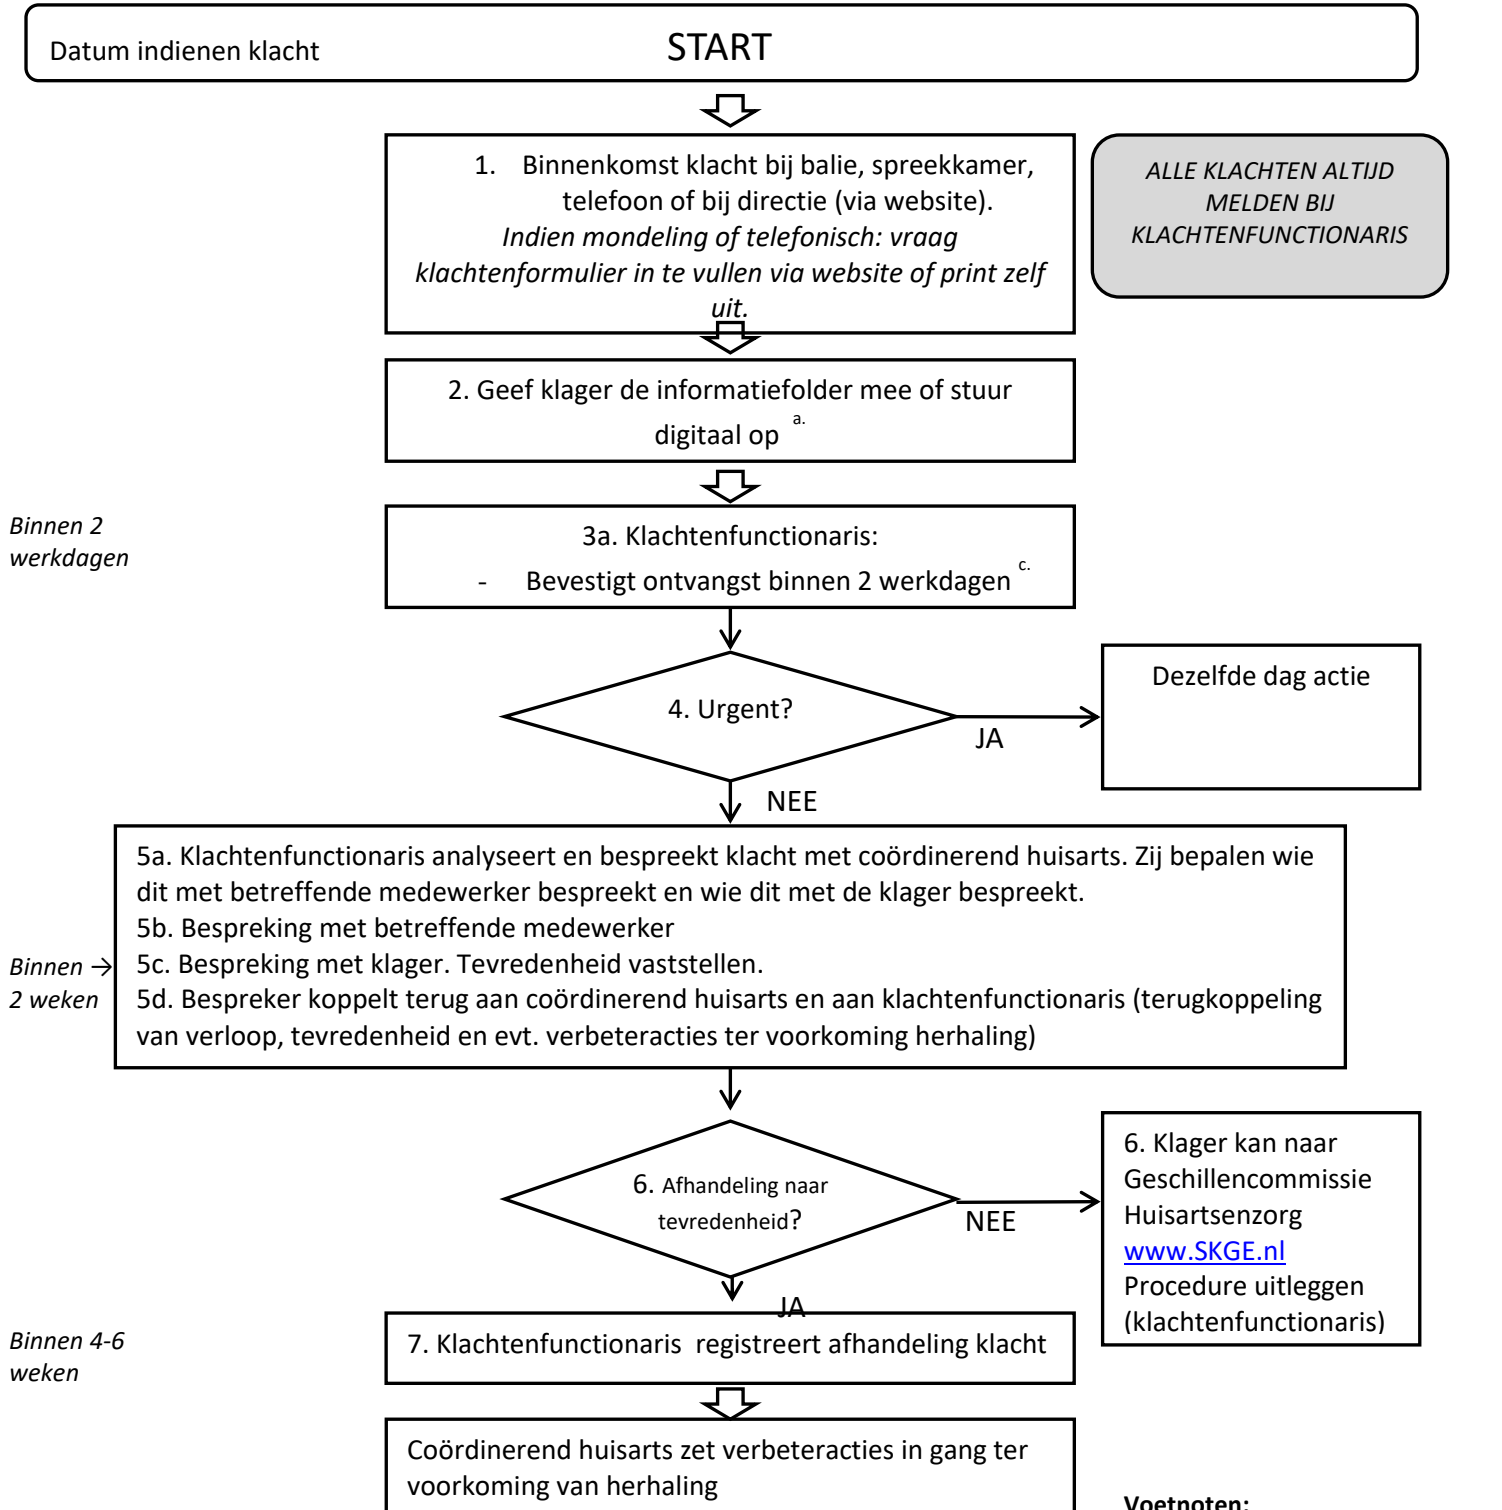 Datum indienen klacht START
1. Binnenkomst klacht bij balie, spreekkamer,
telefoon of bij directie (via website).
Indien mondeling of telefonisch: vraag
klachtenformulier in te vullen via website of print zelf
uit.
ALLE KLACHTEN ALTIJD
MELDEN BIJ
KLACHTENFUNCTIONARIS
2. Geef klager de informatiefolder mee of stuur
digitaal op a.
Binnen 2
werkdagen
3a. Klachtenfunctionaris:
- Bevestigt ontvangst binnen 2 werkdagen c.
4. Urgent?
JA
Dezelfde dag actie
NEE
5a. Klachtenfunctionaris analyseert en bespreekt klacht met coördinerend huisarts. Zij bepalen wie
dit met betreffende medewerker bespreekt en wie dit met de klager bespreekt.
5b. Bespreking met betreffende medewerker
5c. Bespreking met klager. Tevredenheid vaststellen.
5d. Bespreker koppelt terug aan coördinerend huisarts en aan klachtenfunctionaris (terugkoppeling
van verloop, tevredenheid en evt. verbeteracties ter voorkoming herhaling)
Binnen →
2 weken
6. Afhandeling naar
tevredenheid?
NEE
6. Klager kan naar
Geschillencommissie
Huisartsenzorg
www.SKGE.nl
Procedure uitleggen
(klachtenfunctionaris)
JA
Binnen 4-6
weken
7. Klachtenfunctionaris registreert afhandeling klacht
Coördinerend huisarts zet verbeteracties in gang ter
voorkoming van herhaling
Voetnoten: